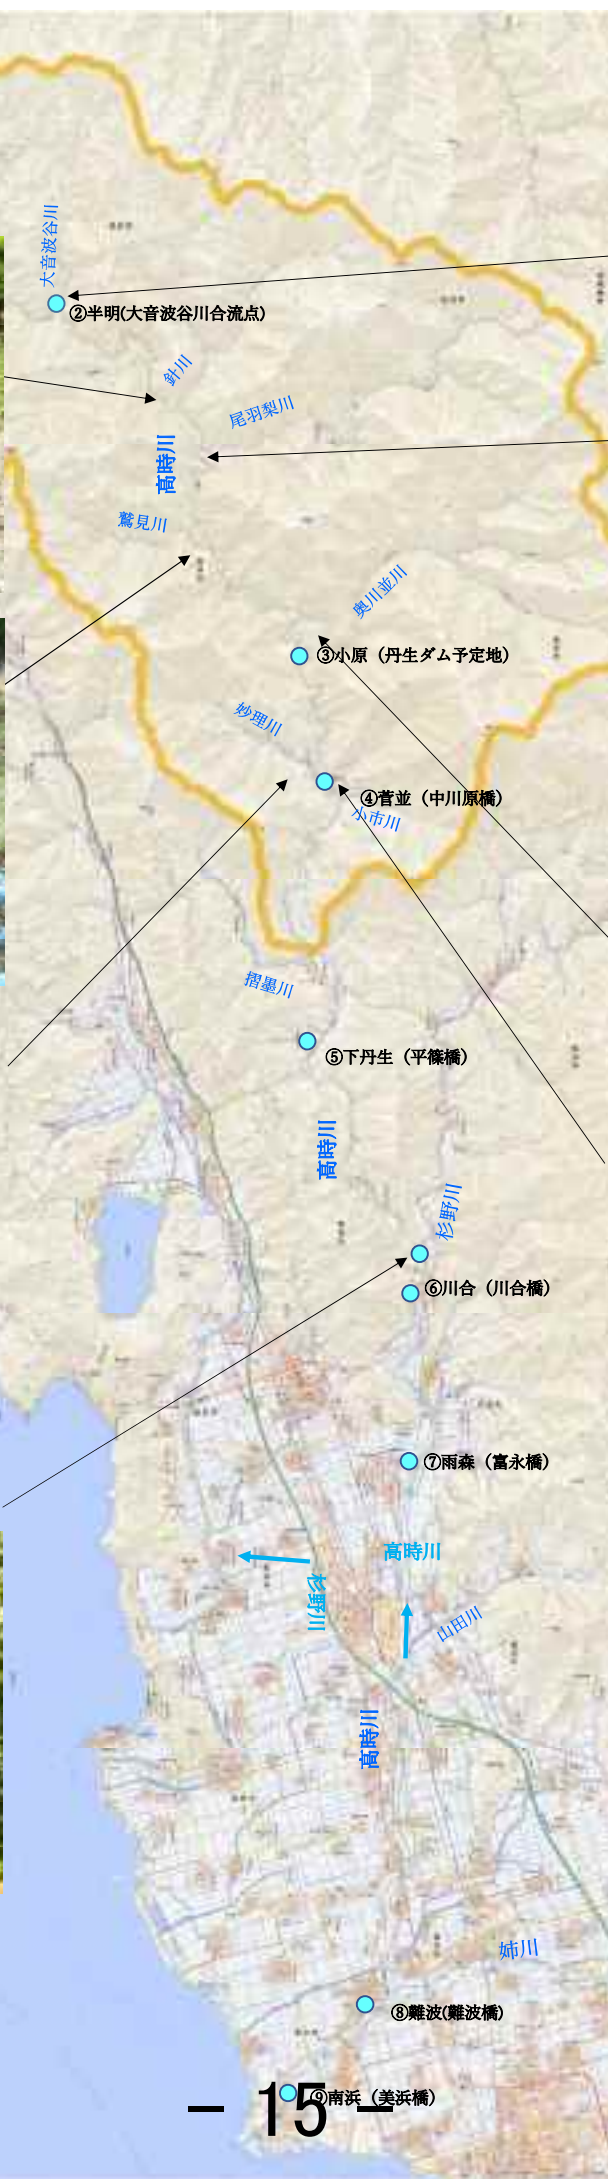 大音波谷川
②半明(大音波谷川合流点)
針川
尾羽梨川
高時川
鷲見川
奥川並川
③小原（丹生ダム予定地）
妙理川
④菅並（中川原橋）
小市川
摺墨川
⑤下丹生（平篠橋）
高時川
杉野川
⑥川合（川合橋）
⑦雨森（富永橋）
高時川
杉野川
山田川
高時川
姉川
⑧難波(難波橋)
⑨南浜（美浜橋）
－ 15 －